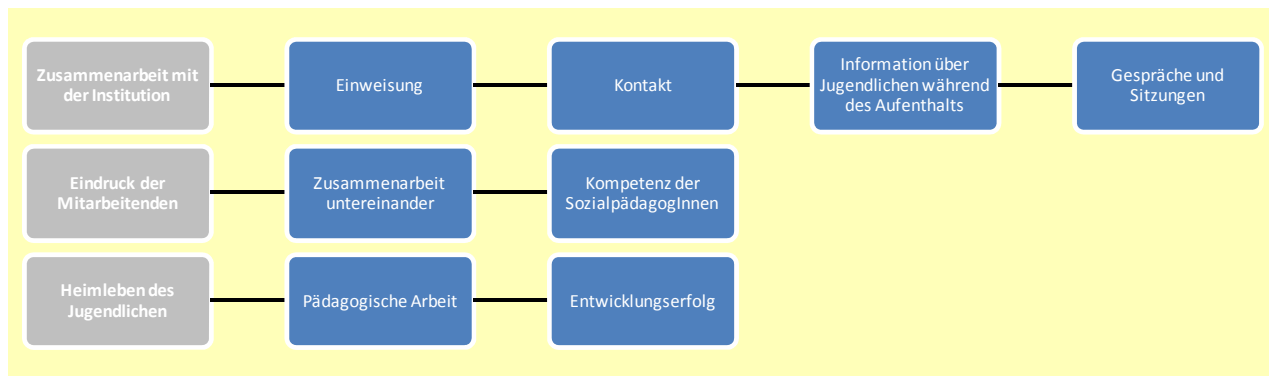 Zusammenarbeit mit
der Institution
Einweisung
Kontakt
Information über
Jugendlichen während
des Aufenthalts
Gespräche und
Sitzungen
Eindruck der
Mitarbeitenden
Zusammenarbeit
untereinander
Kompetenz der
SozialpädagogInnen
Heimleben des
Jugendlichen
Pädagogische Arbeit
Entwicklungserfolg